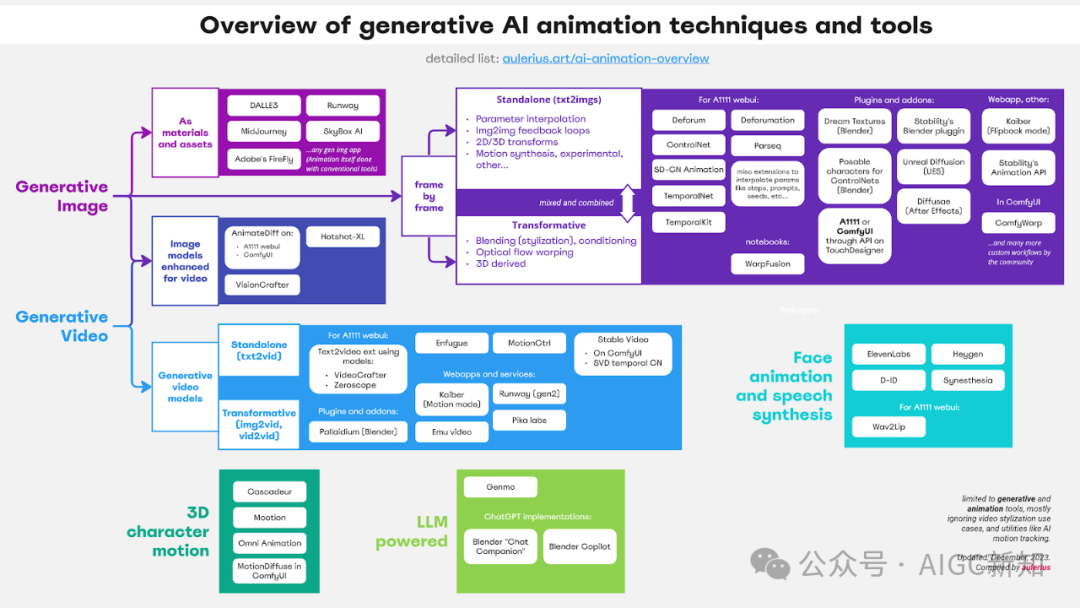 Overview of generative AI animation techniques and tools
detailed list: aulerius.art/ai-animation-overview
Generative
Image
Generative
Video
As
materials
and assets
DALLE3
Runway
MidJourney
SkyBox AI
Adobe's FireFly
...any gen img app
(Animation itself done
with conventional tools)
Image
models
enhanced
for video
AnimateDiff on:
• A1111 webui
• ComfyUI
Hotshot-XL
VisionCrafter
frame
by
frame
Standalone (txt2imgs)
• Parameter interpolation
• Img2img feedback loops
• 2D/3D transforms
• Motion synthesis, experimental,
other...
mixed and combined
Transformative
• Blending (stylization), conditioning
• Optical flow warping
• 3D derived
For A1111 webui:
Deforum
Deforumation
ControlNet
Parseq
SD-CN Animation
misc extensions to
interpolate params
like steps, prompts,
seeds, etc...
TemporalNet
TemporalKit
notebooks:
WarpFusion
Plugins and addons:
Dream Textures
(Blender)
Stability's
Blender pluggin
Posable
characters for
ControlNets
(Blender)
Unreal Diffusion
(UE5)
Diffusae
(After Effects)
A1111 or
ComfyUI
through API on
TouchDesigner
Webapp, other:
Kaiber
(Flipbook mode)
Stability's
Animation API
In ComfyUI
ComfyWarp
...and many more
custom workflows by
the community
Generative
video
models
Standalone
(txt2vid)
Transformative
(img2vid,
vid2vid)
For A1111 webui:
Text2video ext using
models:
• VideoCrafter
• Zeroscope
Plugins and addons:
Pallaidium (Blender)
Enfugue
MotionCtrl
Stable Video
• On ComfyUI
• SVD temporal CN
Webapps and services:
Kaiber
(Motion mode)
Runway [gen2]
Pika labs
Emu video
Webapps:
Face
animation
and speech
synthesis
ElevenLabs
Heygen
D-ID
Synesthesia
For A1111 webui:
Wav2Lip
3D
character
motion
Cascadeur
Mootion
Omni Animation
MotionDiffuse in
ComfyUI
LLM
powered
Genmo
ChatGPT implementations:
Blender "Chat
Companion"
Blender Copilot
limited to generative and
animation tools, mostly
ignoring video stylization use
cases, and utilities like AI
motion tracking.
Updated: December, 2023.
Compiled by aulerius
公众号 · AIGC新知